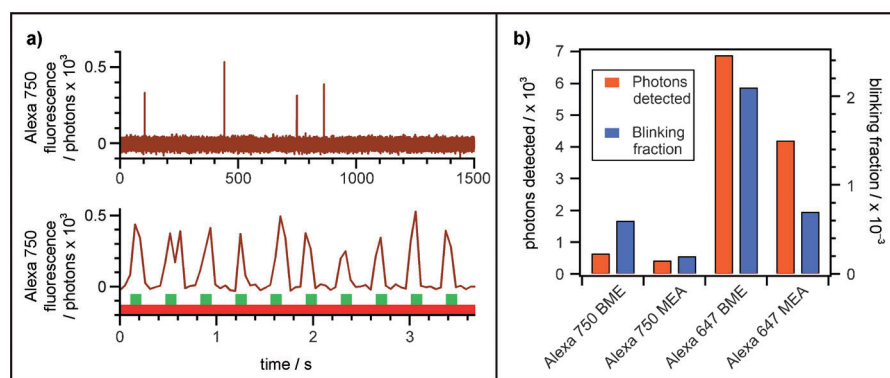 a)
Alexa 750
fluorescence
/ photons x 10³
0.5
0
0
500
1000
1500
Alexa 750
fluorescence
/ photons x 10³
0.5
0
0
1
2
3
time / s
b)
photons detected / x 10³
7
6
5
4
3
2
1
0
Photons
detected
Blinking
fraction
2
1
0
blinking fraction / x 10⁻³
Alexa 750 BME
Alexa 750 MEA
Alexa 647 BME
Alexa 647 MEA